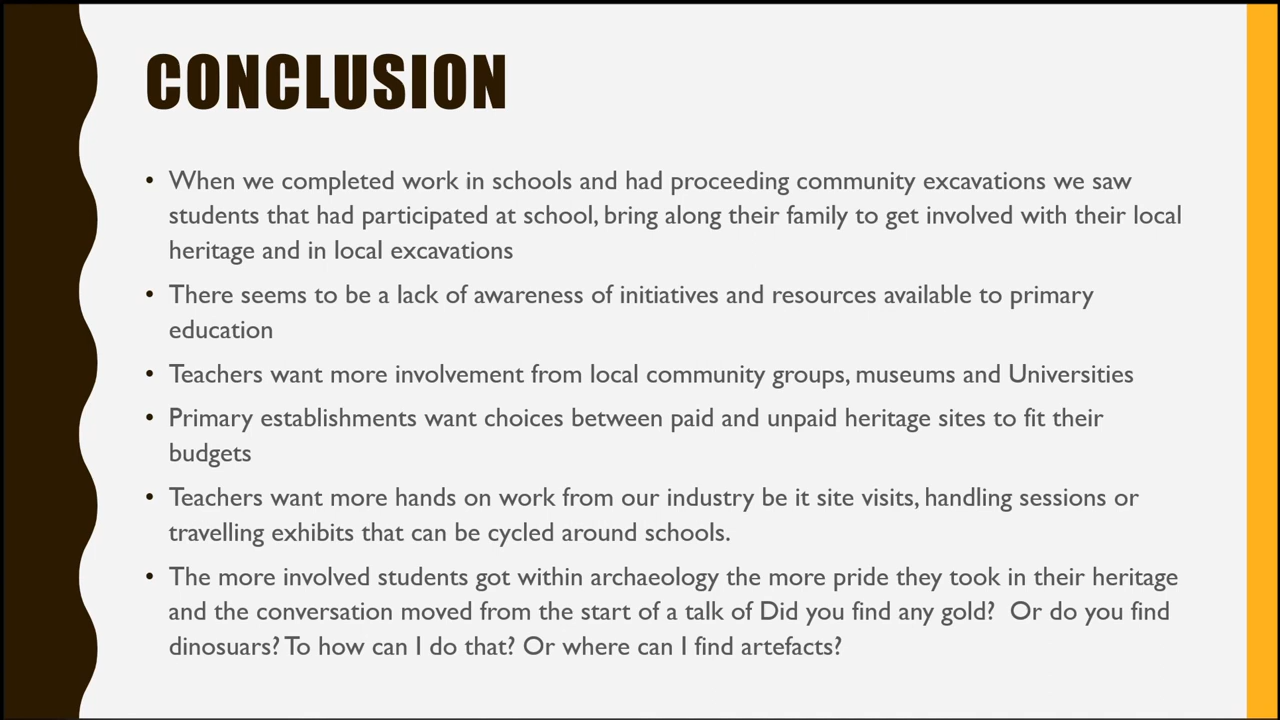 CONCLUSION
• When we completed work in schools and had proceeding community excavations we saw
students that had participated at school, bring along their family to get involved with their local
heritage and in local excavations
• There seems to be a lack of awareness of initiatives and resources available to primary
education
• Teachers want more involvement from local community groups, museums and Universities
• Primary establishments want choices between paid and unpaid heritage sites to fit their
budgets
• Teachers want more hands on work from our industry be it site visits, handling sessions or
travelling exhibits that can be cycled around schools.
• The more involved students got within archaeology the more pride they took in their heritage
and the conversation moved from the start of a talk of Did you find any gold?  Or do you find
dinosuars? To how can I do that? Or where can I find artefacts?